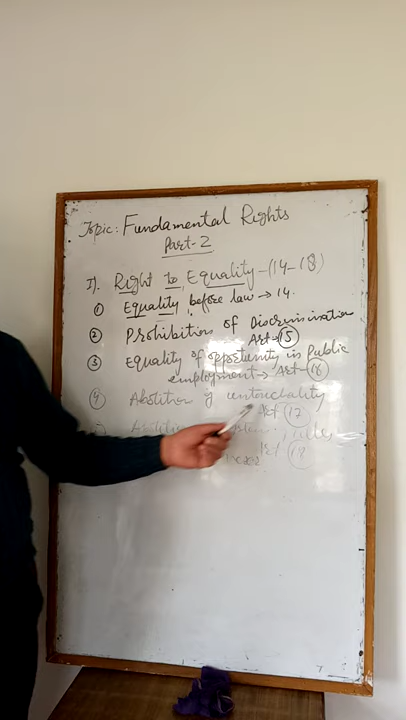 Topic: Fundamental Rights
Part-2
I). Right to Equality - (14-18)
① Equality before law → 14.
② Prohibition of Discrimination
Art-⑮
③ Equality of opportunity in Public
employment → Art-⑯
④ Abolition of untouchability
Art ⑰
Abolition titles
Art ⑱